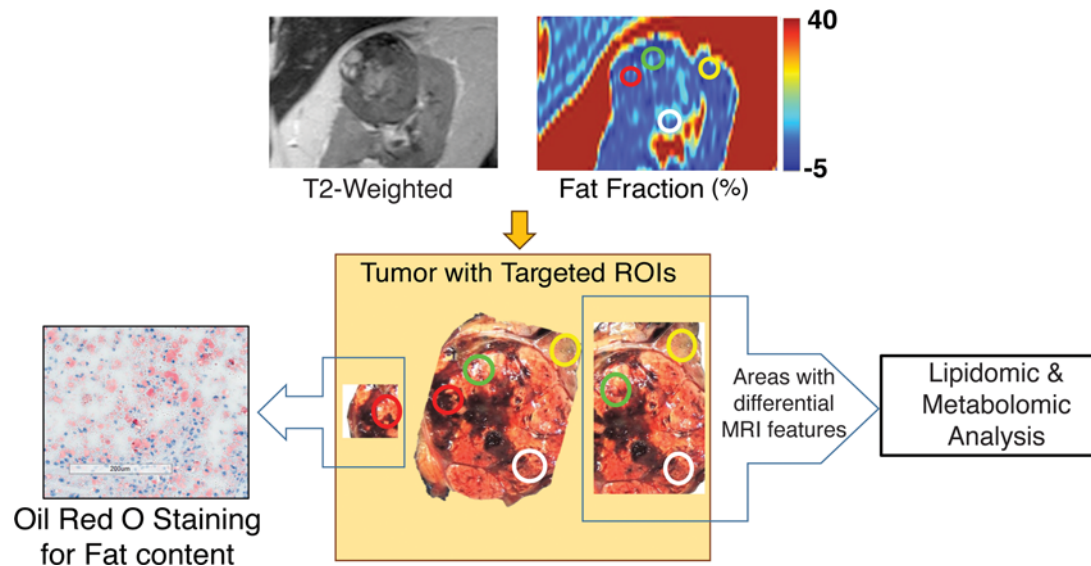 40
-5
T2-Weighted
Fat Fraction (%)
Tumor with Targeted ROIs
Areas with
differential
MRI features
Lipidomic &
Metabolomic
Analysis
200um
Oil Red O Staining
for Fat content